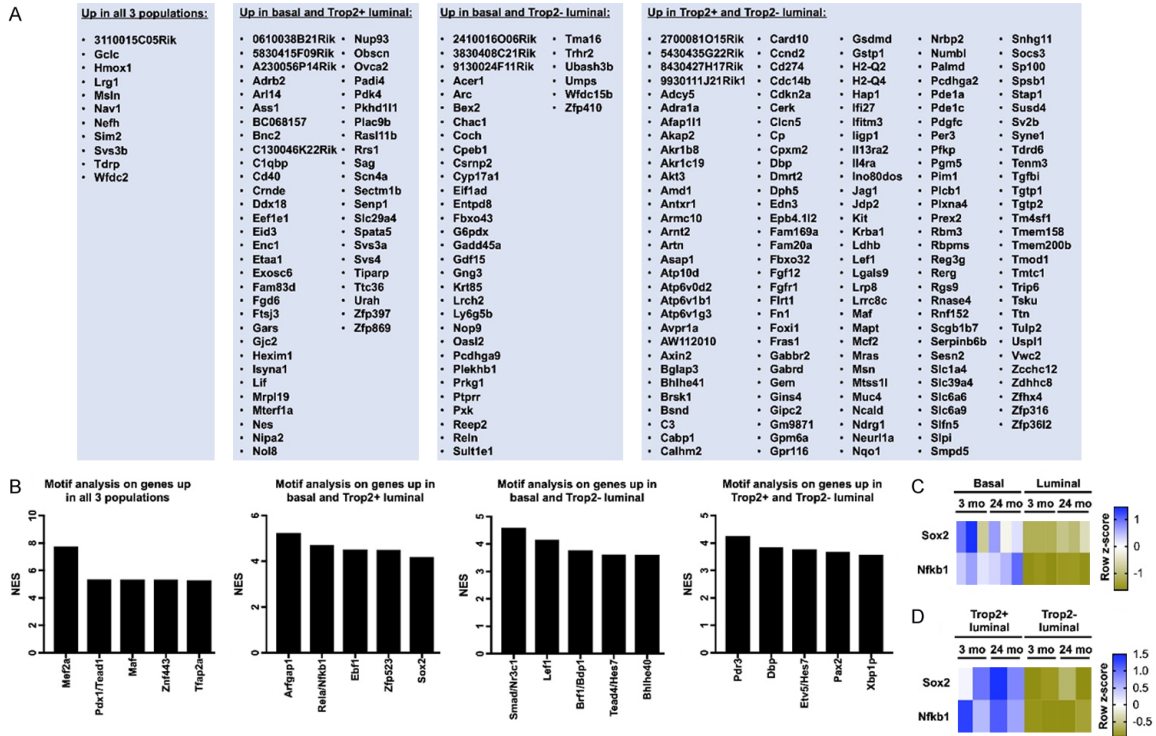 A
Up in all 3 populations:
• 3110015C05Rik
• Gclc
• Hmox1
• Lrg1
• Msln
• Nav1
• Nefh
• Sim2
• Svs3b
• Tdrp
• Wfdc2
Up in basal and Trop2+ luminal:
• 0610038B21Rik
• 5830415F09Rik
• A230056P14Rik
• Adrb2
• Arl14
• Ass1
• BC068157
• Bnc2
• C130046K22Rik
• C1qbp
• Cd40
• Crnde
• Ddx18
• Eef1e1
• Eid3
• Enc1
• Etaa1
• Exosc6
• Fam83d
• Fgd6
• Ftsj3
• Gars
• Gjc2
• Hexim1
• Isyna1
• Lif
• Mrpl19
• Mterf1a
• Nes
• Nipa2
• Nol8
• Nup93
• Obscn
• Ovca2
• Padi4
• Pdk4
• Pkhd1l1
• Plac9b
• Rasl11b
• Rrs1
• Sag
• Scn4a
• Sectm1b
• Senp1
• Slc29a4
• Spata5
• Svs3a
• Svs4
• Tiparp
• Ttc36
• Urah
• Zfp397
• Zfp869
Up in basal and Trop2- luminal:
• 2410016O06Rik
• 3830408C21Rik
• 9130024F11Rik
• Acer1
• Arc
• Bex2
• Chac1
• Coch
• Cpeb1
• Csrnp2
• Cyp17a1
• Eif1ad
• Entpd8
• Fbxo43
• G6pdx
• Gadd45a
• Gdf15
• Gng3
• Krt85
• Lrch2
• Ly6g5b
• Nop9
• Oasl2
• Pcdhga9
• Plekhb1
• Prkg1
• Ptprr
• Pxk
• Reep2
• Reln
• Sult1e1
• Tma16
• Trhr2
• Ubash3b
• Umps
• Wfdc15b
• Zfp410
Up in Trop2+ and Trop2- luminal:
• 2700081O15Rik
• 5430435G22Rik
• 8430427H17Rik
• 9930111J21Rik1
• Adcy5
• Adra1a
• Afap1l1
• Akap2
• Akr1b8
• Akr1c19
• Akt3
• Amd1
• Antxr1
• Armc10
• Arnt2
• Artn
• Asap1
• Atp10d
• Atp6v0d2
• Atp6v1b1
• Atp6v1g3
• Avpr1a
• AW112010
• Axin2
• Bglap3
• Bhlhe41
• Brsk1
• Bsnd
• C3
• Cabp1
• Calhm2
• Card10
• Ccnd2
• Cd274
• Cdc14b
• Cdkn2a
• Cerk
• Clcn5
• Cp
• Cpxm2
• Dbp
• Dmrt2
• Dph5
• Edn3
• Epb4.1l2
• Fam169a
• Fam20a
• Fbxo32
• Fgf12
• Fgfr1
• Flrt1
• Fn1
• Foxi1
• Fras1
• Gabbr2
• Gabrd
• Gem
• Gins4
• Gipc2
• Gm9871
• Gpm6a
• Gpr116
• Gsdmd
• Gstp1
• H2-Q2
• H2-Q4
• Hap1
• Ifi27
• Ifitm3
• Iigp1
• Il13ra2
• Il4ra
• Ino80dos
• Jag1
• Jdp2
• Kit
• Krba1
• Ldhb
• Lef1
• Lgals9
• Lrp8
• Lrrc8c
• Maf
• Mapt
• Mcf2
• Mras
• Msn
• Mtss1l
• Muc4
• Ncald
• Ndrg1
• Neurl1a
• Nqo1
• Nrbp2
• Numbl
• Palmd
• Pcdhga2
• Pde1a
• Pde1c
• Pdgfc
• Per3
• Pfkp
• Pgm5
• Pim1
• Plcb1
• Plxna4
• Prex2
• Rbm3
• Rbpms
• Reg3g
• Rerg
• Rgs9
• Rnase4
• Rnf152
• Scgb1b7
• Serpinb6b
• Sesn2
• Slc1a4
• Slc39a4
• Slc6a6
• Slc6a9
• Slfn5
• Slpi
• Smpd5
• Snhg11
• Socs3
• Sp100
• Spsb1
• Stap1
• Susd4
• Sv2b
• Syne1
• Tdrd6
• Tenm3
• Tgfbi
• Tgtp1
• Tgtp2
• Tm4sf1
• Tmem158
• Tmem200b
• Tmod1
• Tmtc1
• Trip6
• Tsku
• Ttn
• Tulp2
• Uspl1
• Vwc2
• Zcchc12
• Zdhhc8
• Zfhx4
• Zfp316
• Zfp36l2
B
Motif analysis on genes up
in all 3 populations
NES
10
8
6
4
2
0
Mef2a
Pdx1/Tead1
Maf
Znf443
Tfap2a
Motif analysis on genes up in
basal and Trop2+ luminal
NES
6
4
2
0
Arfgap1
Rela/Nfkb1
Ebf1
Zfp523
Sox2
Motif analysis on genes up in
basal and Trop2- luminal
NES
5
4
3
2
1
0
Smad/Nr3c1
Lef1
Brf1/Bdp1
Tead4/Hes7
Bhlhe40
Motif analysis on genes up in
Trop2+ and Trop2- luminal
NES
5
4
3
2
1
0
Pdr3
Dbp
Etv5/Hes7
Pax2
Xbp1p
C
Basal Luminal
3 mo 24 mo 3 mo 24 mo
Sox2
Nfkb1
1
0
-1
Row z-score
D
Trop2+ luminal
Trop2- luminal
3 mo 24 mo 3 mo 24 mo
Sox2
Nfkb1
1.5
1.0
0.5
0
-0.5
Row z-score